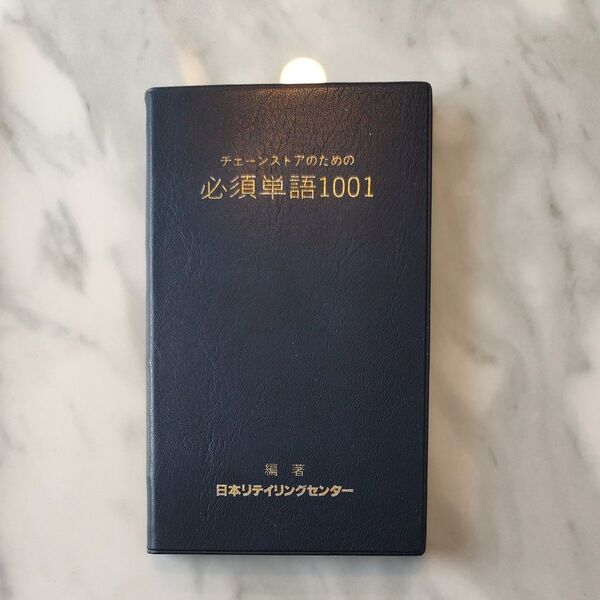 チェーンストアのための
必須単語1001
編著
日本リテイリングセンター